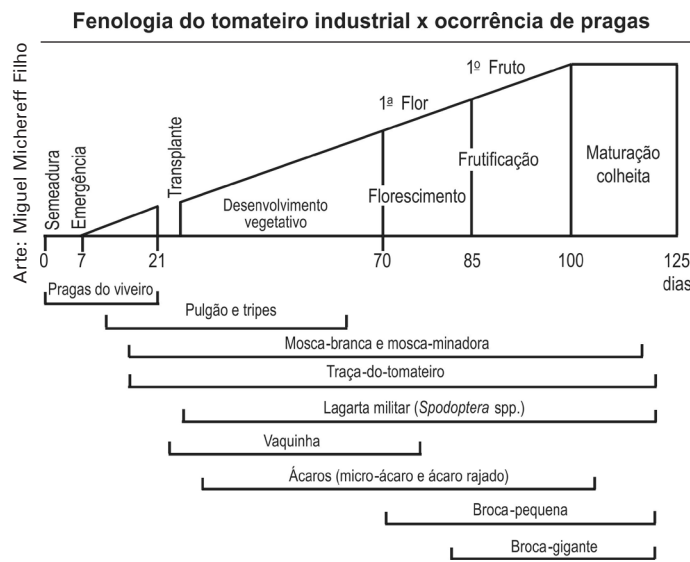 Fenologia do tomateiro industrial x ocorrência de pragas
Arte: Miguel Michereff Filho
Semeadura
Emergência
Transplante
1ª Flor
1º Fruto
Desenvolvimento
vegetativo
Florescimento
Frutificação
Maturação
colheita
0 7 21 70 85 100 125
dias
Pragas do viveiro
Pulgão e tripes
Mosca-branca e mosca-minadora
Traça-do-tomateiro
Lagarta militar (Spodoptera spp.)
Vaquinha
Ácaros (micro-ácaro e ácaro rajado)
Broca-pequena
Broca-gigante